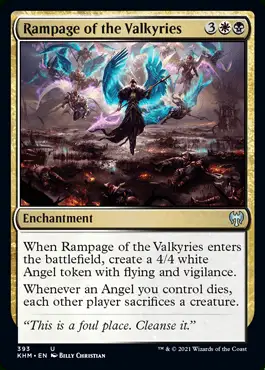 Rampage of the Valkyries 3
Enchantment
When Rampage of the Valkyries enters
the battlefield, create a 4/4 white
Angel token with flying and vigilance.
Whenever an Angel you control dies,
each other player sacrifices a creature.
"This is a foul place. Cleanse it."
393 U
KHM • EN Billy Christian
™ & © 2021 Wizards of the Coast